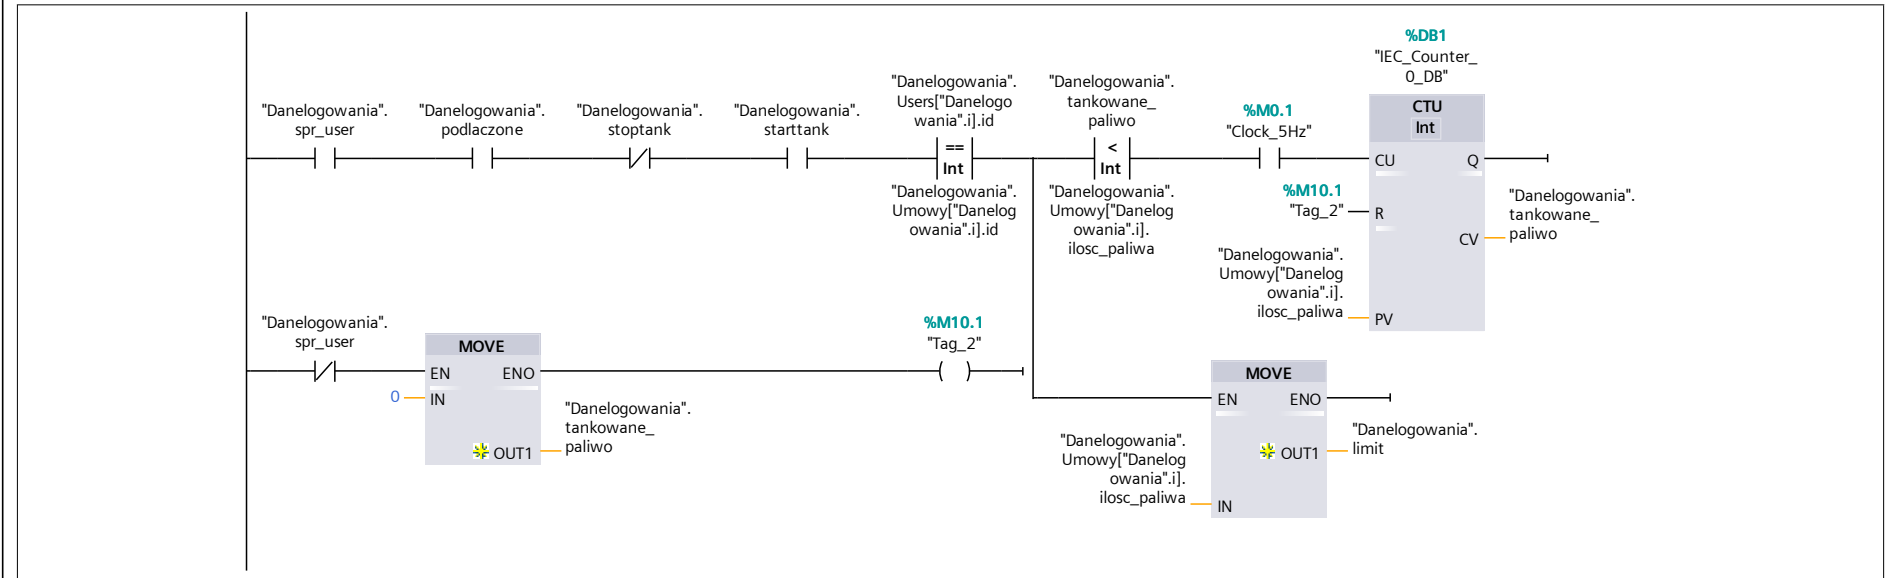 %DB1
"IEC_Counter_
0_DB"
"Danelogowania".
spr_user
"Danelogowania".
podlaczone
"Danelogowania".
stoptank
"Danelogowania".
starttank
"Danelogowania".
Users["Danelogo
wania".i].id
==
Int
"Danelogowania".
Umowy["Danelog
owania".i].id
"Danelogowania".
tankowane_
paliwo
<
Int
"Danelogowania".
Umowy["Danelog
owania".i].
ilosc_paliwa
%M0.1
"Clock_5Hz"
CTU
Int
CU
Q
%M10.1
"Tag_2"
R
CV
"Danelogowania".
tankowane_
paliwo
"Danelogowania".
Umowy["Danelog
owania".i].
ilosc_paliwa
PV
"Danelogowania".
spr_user
MOVE
EN
ENO
0
IN
OUT1
"Danelogowania".
tankowane_
paliwo
%M10.1
"Tag_2"
MOVE
EN
ENO
"Danelogowania".
Umowy["Danelog
owania".i].
ilosc_paliwa
IN
OUT1
"Danelogowania".
limit